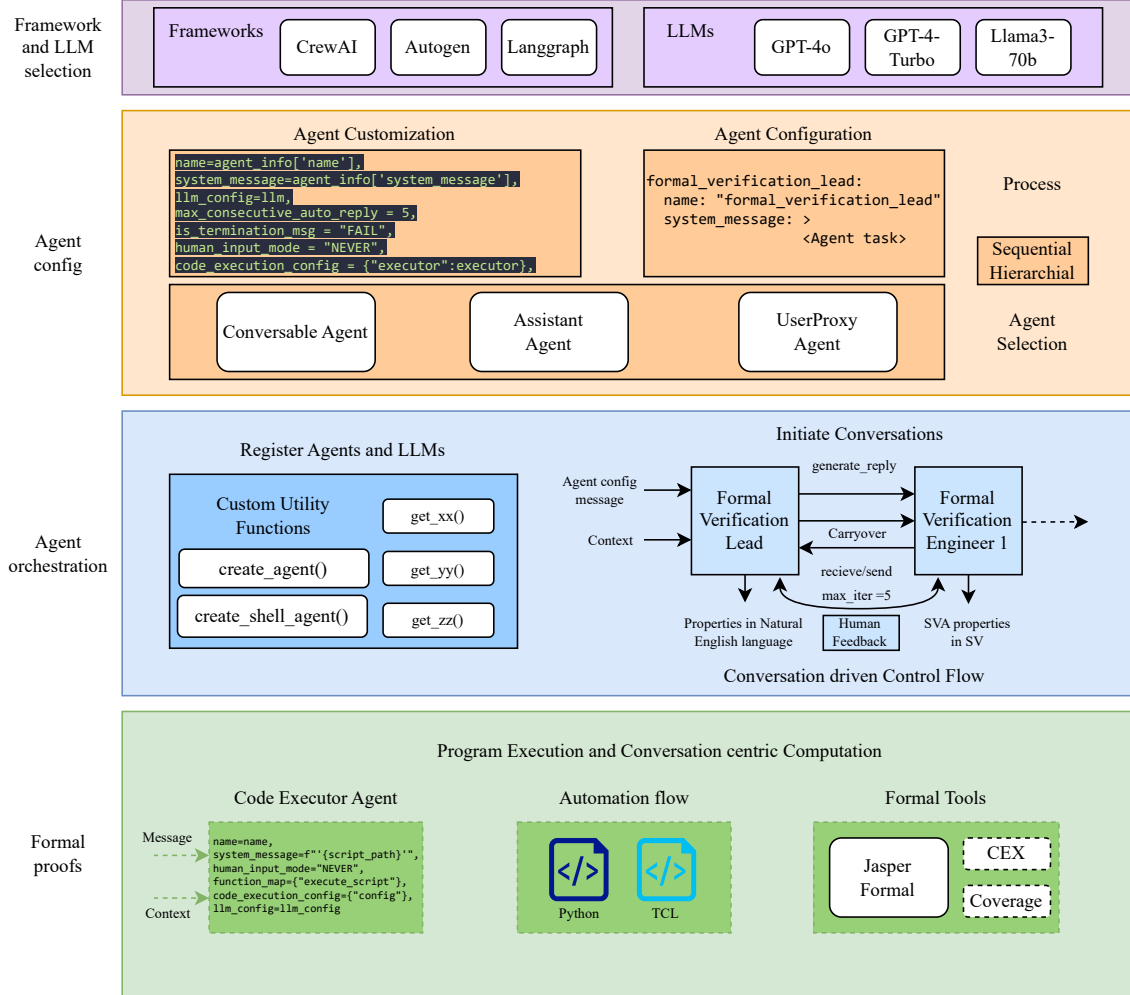 Framework
and LLM
selection
Frameworks
CrewAI
Autogen
Langgraph
LLMs
GPT-4o
GPT-4-
Turbo
Llama3-
70b
Agent
config
Agent Customization
name=agent_info['name'],
system_message=agent_info['system_message'],
llm_config=llm,
max_consecutive_auto_reply = 5,
is_termination_msg = "FAIL",
human_input_mode = "NEVER",
code_execution_config = {"executor":executor},
Agent Configuration
formal_verification_lead:
name: "formal_verification_lead"
system_message: >
<Agent task>
Process
Sequential
Hierarchial
Conversable Agent
Assistant
Agent
UserProxy
Agent
Agent
Selection
Agent
orchestration
Register Agents and LLMs
Custom Utility
Functions
create_agent()
create_shell_agent()
get_xx()
get_yy()
get_zz()
Initiate Conversations
Agent config
message
Context
Formal
Verification
Lead
generate_reply
Carryover
recieve/send
max_iter =5
Formal
Verification
Engineer 1
Properties in Natural
English language
Human
Feedback
SVA properties
in SV
Conversation driven Control Flow
Formal
proofs
Program Execution and Conversation centric Computation
Code Executor Agent
Message
Context
name=name,
system_message=f"'{script_path}'",
human_input_mode="NEVER",
function_map={"execute_script"},
code_execution_config={"config"},
llm_config=llm_config
Automation flow
</>
Python
</>
TCL
Formal Tools
Jasper
Formal
CEX
Coverage